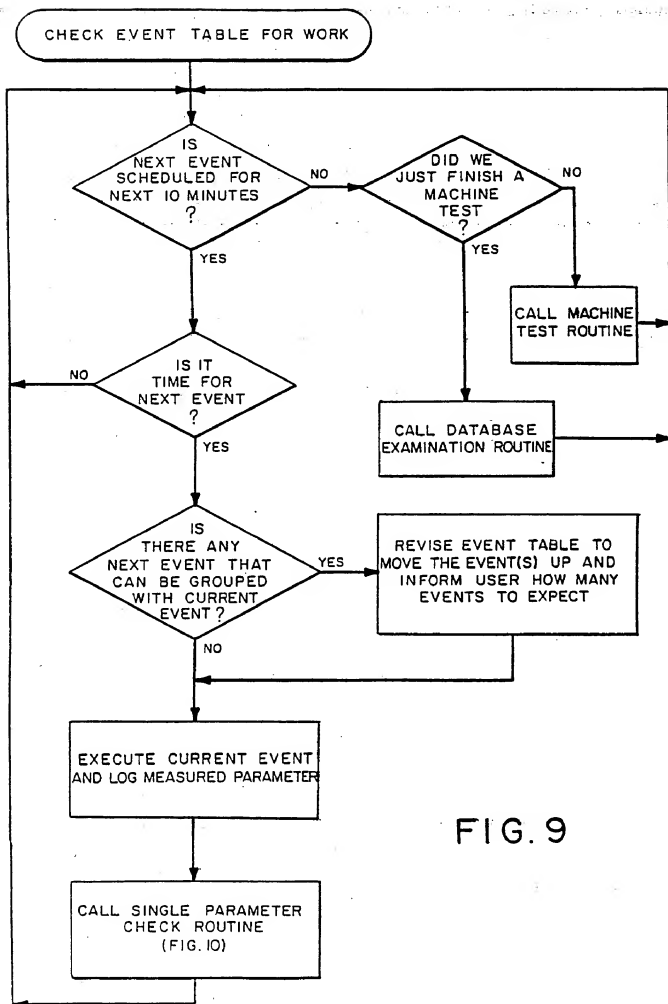 CHECK EVENT TABLE FOR WORK
IS
NEXT EVENT
SCHEDULED FOR
NEXT 10 MINUTES
?
NO
YES
DID WE
JUST FINISH A
MACHINE
TEST
?
NO
YES
CALL MACHINE
TEST ROUTINE
CALL DATABASE
EXAMINATION ROUTINE
IS IT
TIME FOR
NEXT EVENT
?
NO
YES
IS
THERE ANY
NEXT EVENT THAT
CAN BE GROUPED
WITH CURRENT
EVENT?
YES
NO
REVISE EVENT TABLE TO
MOVE THE EVENT(S) UP AND
INFORM USER HOW MANY
EVENTS TO EXPECT
EXECUTE CURRENT EVENT
AND LOG MEASURED PARAMETER
CALL SINGLE PARAMETER
CHECK ROUTINE
(FIG. 10)
FIG. 9